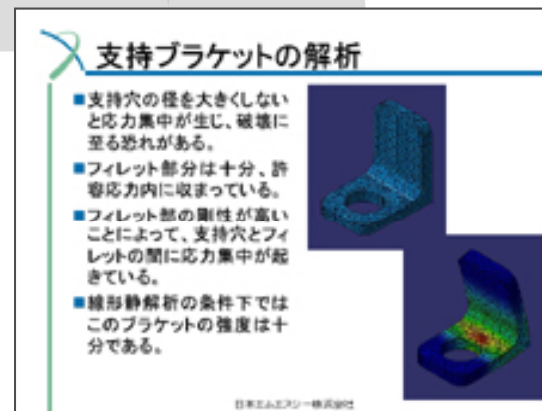 支持ブラケットの解析
■支持穴の径を大きくしない
と応力集中が生じ、破壊に
至る恐れがある。
■フィレット部分は十分、許
容応力内に収まっている。
■フィレット部の剛性が高い
ことによって、支持穴とフィ
レットの間に応力集中が起
きている。
■線形静解析の条件下では
このブラケットの強度は十
分である。
日本エムエスシー株式会社